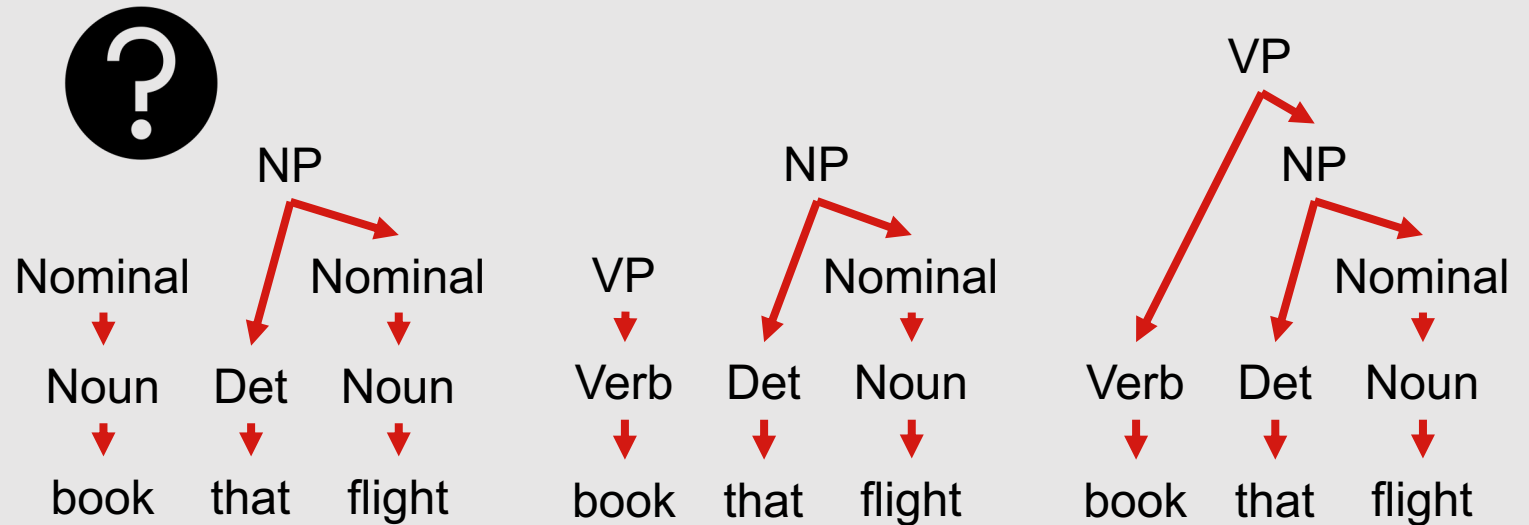 ?
VP
NP NP NP
Nominal Nominal VP Nominal Nominal
Noun Det Noun Verb Det Noun Verb Det Noun
book that flight book that flight book that flight